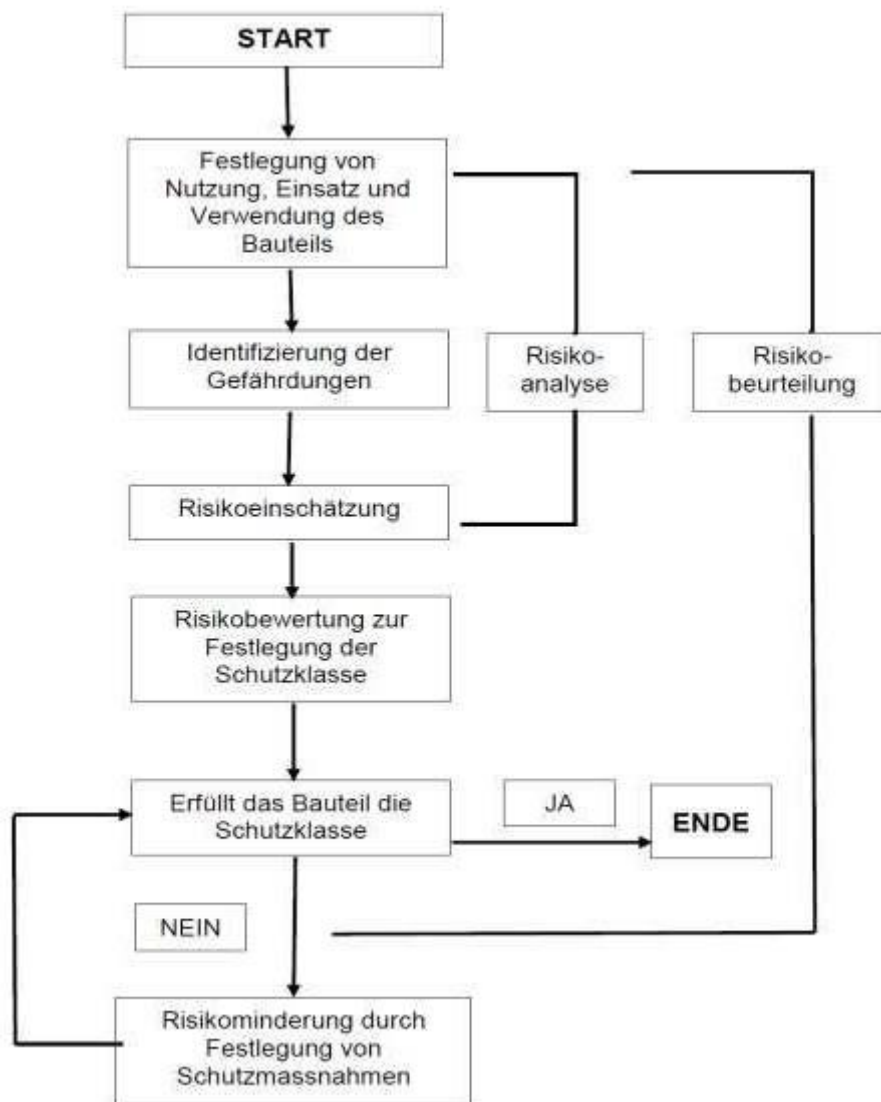 START
Festlegung von
Nutzung, Einsatz und
Verwendung des
Bauteils
Identifizierung der
Gefährdungen
Risiko-
analyse
Risiko-
beurteilung
Risikoeinschätzung
Risikobewertung zur
Festlegung der
Schutzklasse
Erfüllt das Bauteil die
Schutzklasse
JA
ENDE
NEIN
Risikominderung durch
Festlegung von
Schutzmassnahmen